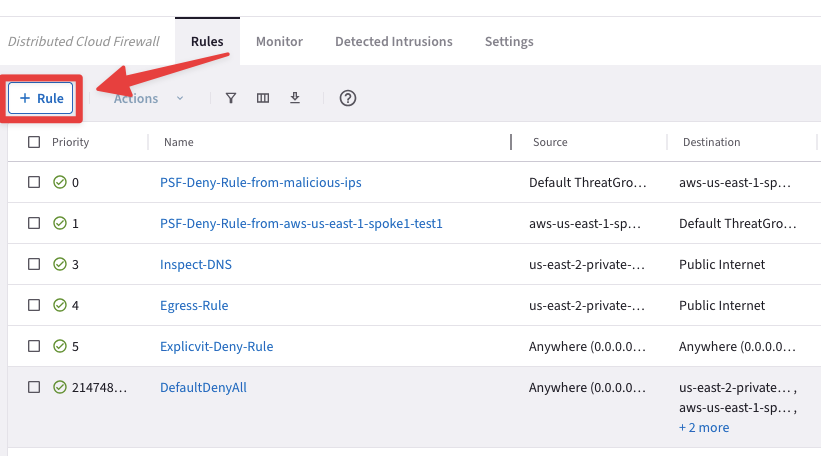 Distributed Cloud Firewall Rules Monitor Detected Intrusions Settings
+ Rule Actions
Priority Name Source Destination
0 PSF-Deny-Rule-from-malicious-ips Default ThreatGro… aws-us-east-1-sp…
1 PSF-Deny-Rule-from-aws-us-east-1-spoke1-test1 aws-us-east-1-sp… Default ThreatGro…
3 Inspect-DNS us-east-2-private-… Public Internet
4 Egress-Rule us-east-2-private-… Public Internet
5 Explicvit-Deny-Rule Anywhere (0.0.0.0… Anywhere (0.0.0.0…
214748… DefaultDenyAll Anywhere (0.0.0.0… us-east-2-private… ,
aws-us-east-1-sp… ,
+ 2 more